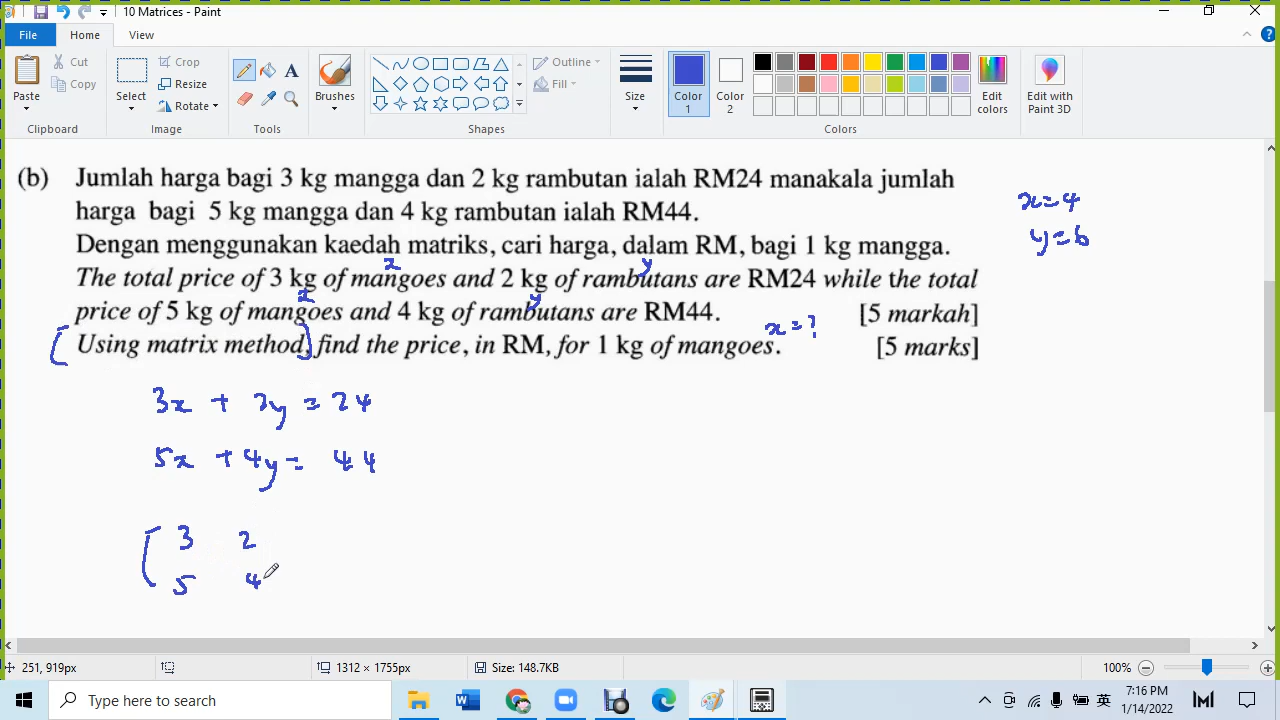 10 Matrices - Paint
File Home View
Paste Cut Copy Clipboard
Select Crop Resize Rotate Image
Tools
Brushes
Outline Fill Shapes
Size
Color 1 Color 2 Edit colors Colors
Edit with Paint 3D
(b) Jumlah harga bagi 3 kg mangga dan 2 kg rambutan ialah RM24 manakala jumlah
harga bagi 5 kg mangga dan 4 kg rambutan ialah RM44.
Dengan menggunakan kaedah matriks, cari harga, dalam RM, bagi 1 kg mangga.
x y
The total price of 3 kg of mangoes and 2 kg of rambutans are RM24 while the total
x y
price of 5 kg of mangoes and 4 kg of rambutans are RM44. [5 markah]
Using matrix method, find the price, in RM, for 1 kg of mangoes. x = ? [5 marks]
x = 4
y = 6
3x + 2y = 24
5x + 4y = 44
[ 3 2
5 4
251, 919px 1312 × 1755px Size: 148.7KB 100%
Type here to search
英 7:16 PM
1/14/2022